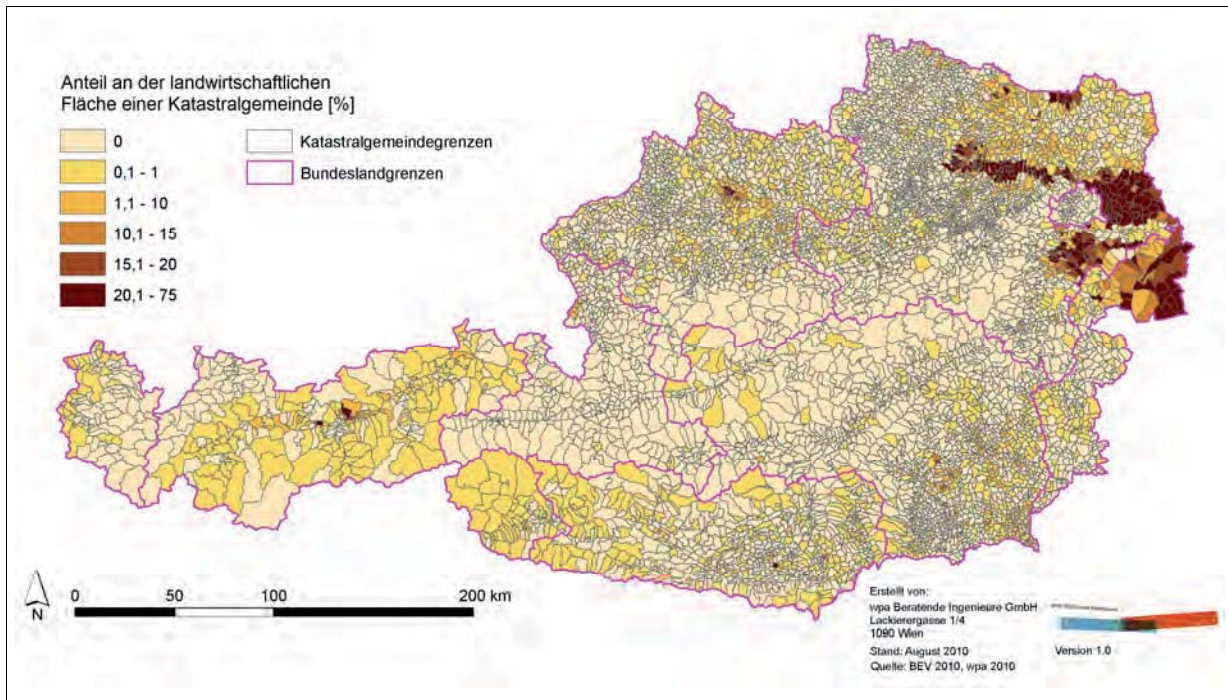 Anteil an der landwirtschaftlichen
Fläche einer Katastralgemeinde [%]
0
0,1 - 1
1,1 - 10
10,1 - 15
15,1 - 20
20,1 - 75
Katastralgemeindegrenzen
Bundeslandgrenzen
N
0 50 100 200 km
Erstellt von:
wpa Beratende Ingenieure GmbH
Lackierergasse 1/4
1090 Wien
Stand: August 2010
Quelle: BEV 2010, wpa 2010
Version 1.0